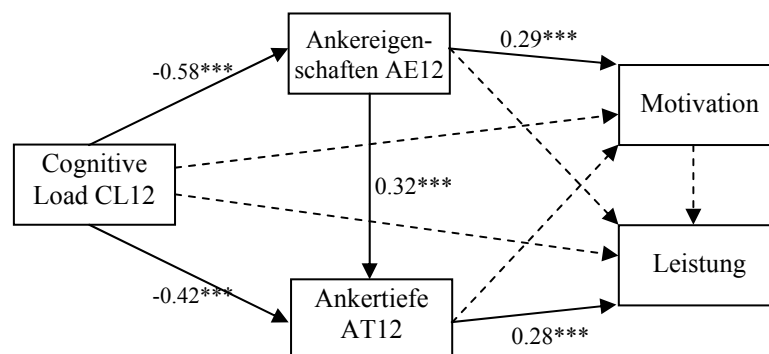 Ankereigen-
schaften AE12
0.29***
-0.58***
Motivation
Cognitive
Load CL12
0.32***
Leistung
-0.42***
Ankertiefe
AT12
0.28***